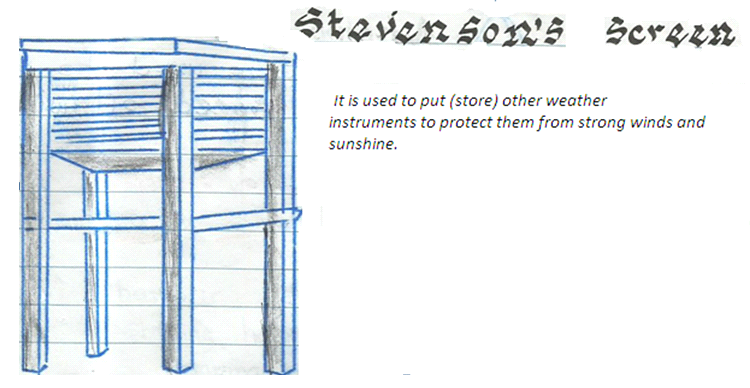 Stevenson's Screen
It is used to put (store) other weather
instruments to protect them from strong winds and
sunshine.